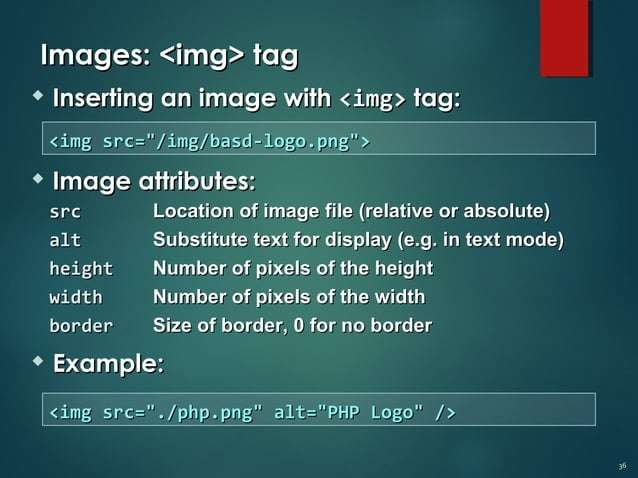 Images: <img> tag
Inserting an image with <img> tag:
<img src="/img/basd-logo.png">
Image attributes:
src Location of image file (relative or absolute)
alt Substitute text for display (e.g. in text mode)
height Number of pixels of the height
width Number of pixels of the width
border Size of border, 0 for no border
Example:
<img src="./php.png" alt="PHP Logo" />
36